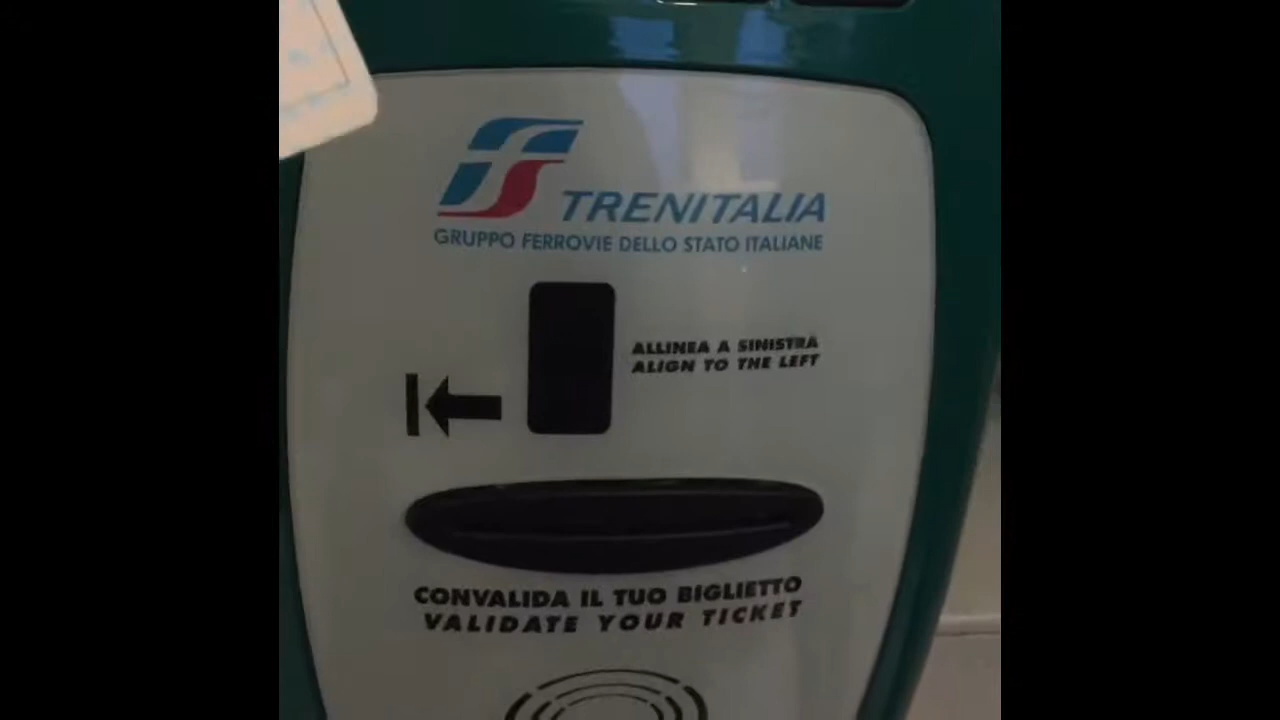 TRENITALIA
GRUPPO FERROVIE DELLO STATO ITALIANE
ALLINEA A SINISTRA
ALIGN TO THE LEFT
CONVALIDA IL TUO BIGLIETTO
VALIDATE YOUR TICKET